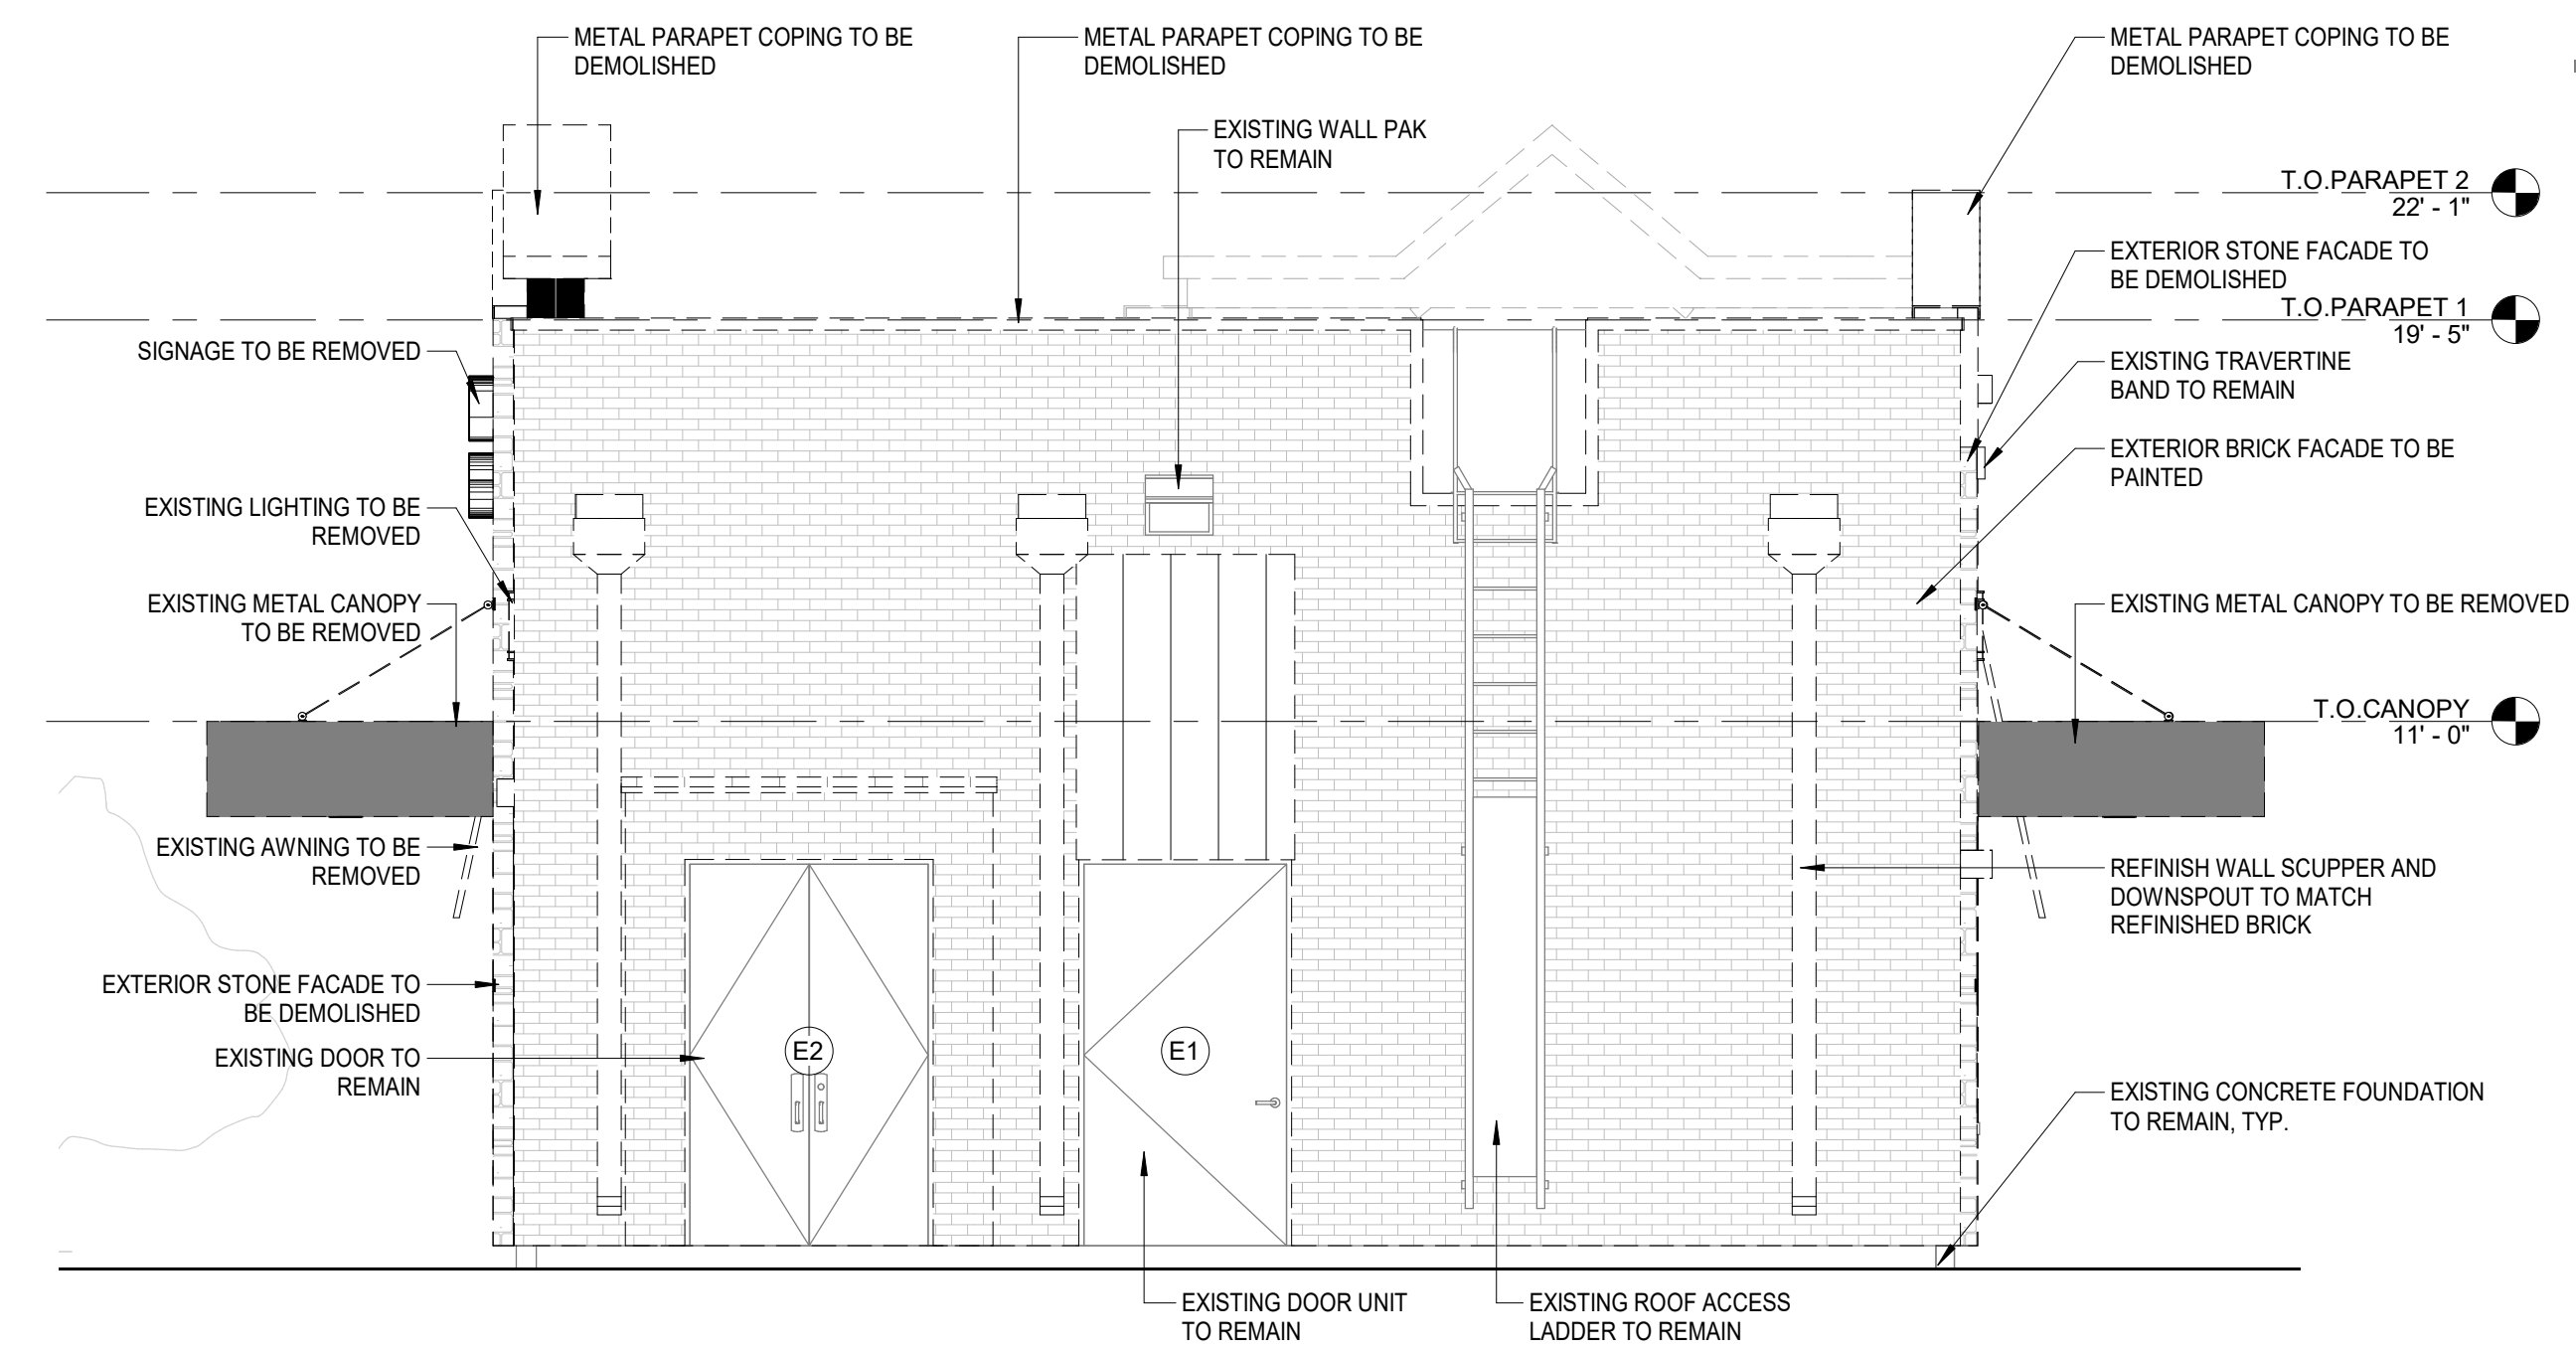 METAL PARAPET COPING TO BE
DEMOLISHED
METAL PARAPET COPING TO BE
DEMOLISHED
METAL PARAPET COPING TO BE
DEMOLISHED
EXISTING WALL PAK
TO REMAIN
T.O.PARAPET 2
22' - 1"
EXTERIOR STONE FACADE TO
BE DEMOLISHED
T.O.PARAPET 1
19' - 5"
SIGNAGE TO BE REMOVED
EXISTING TRAVERTINE
BAND TO REMAIN
EXTERIOR BRICK FACADE TO BE
PAINTED
EXISTING LIGHTING TO BE
REMOVED
EXISTING METAL CANOPY
TO BE REMOVED
EXISTING METAL CANOPY TO BE REMOVED
T.O.CANOPY
11' - 0"
EXISTING AWNING TO BE
REMOVED
REFINISH WALL SCUPPER AND
DOWNSPOUT TO MATCH
REFINISHED BRICK
EXTERIOR STONE FACADE TO
BE DEMOLISHED
EXISTING DOOR TO
REMAIN
E2
E1
EXISTING CONCRETE FOUNDATION
TO REMAIN, TYP.
EXISTING DOOR UNIT
TO REMAIN
EXISTING ROOF ACCESS
LADDER TO REMAIN